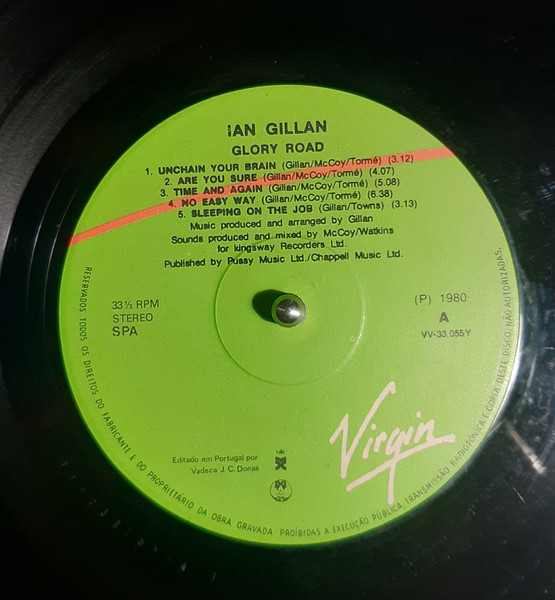 IAN GILLAN
GLORY ROAD
1. UNCHAIN YOUR BRAIN (Gillan/McCoy/Tormé) (3.12)
2. ARE YOU SURE (Gillan/McCoy/Tormé) (4.07)
3. TIME AND AGAIN (Gillan/McCoy/Tormé) (5.08)
4. NO EASY WAY (Gillan/McCoy/Tormé) (6.38)
5. SLEEPING ON THE JOB (Gillan/Towns) (3.13)
Music produced and arranged by Gillan
Sounds produced and mixed by McCoy/Watkins
for kingsway Recorders Ltd.
Published by Pussy Music Ltd./Chappell Music Ltd.
33⅓ RPM
STEREO
SPA
(P) 1980
A
VV-33.055Y
Virgin
Editado em Portugal por
Vadeca J. C. Donas
RESERVADOS TODOS OS DIREITOS DO FABRICANTE E DO PROPRIETÁRIO DA OBRA GRAVADA PROÍBIDAS A EXECUÇÃO PÚBLICA, TRANSMISSÃO RADIOFÓNICA E CÓPIA DESTE DISCO, NÃO AUTORIZADAS.